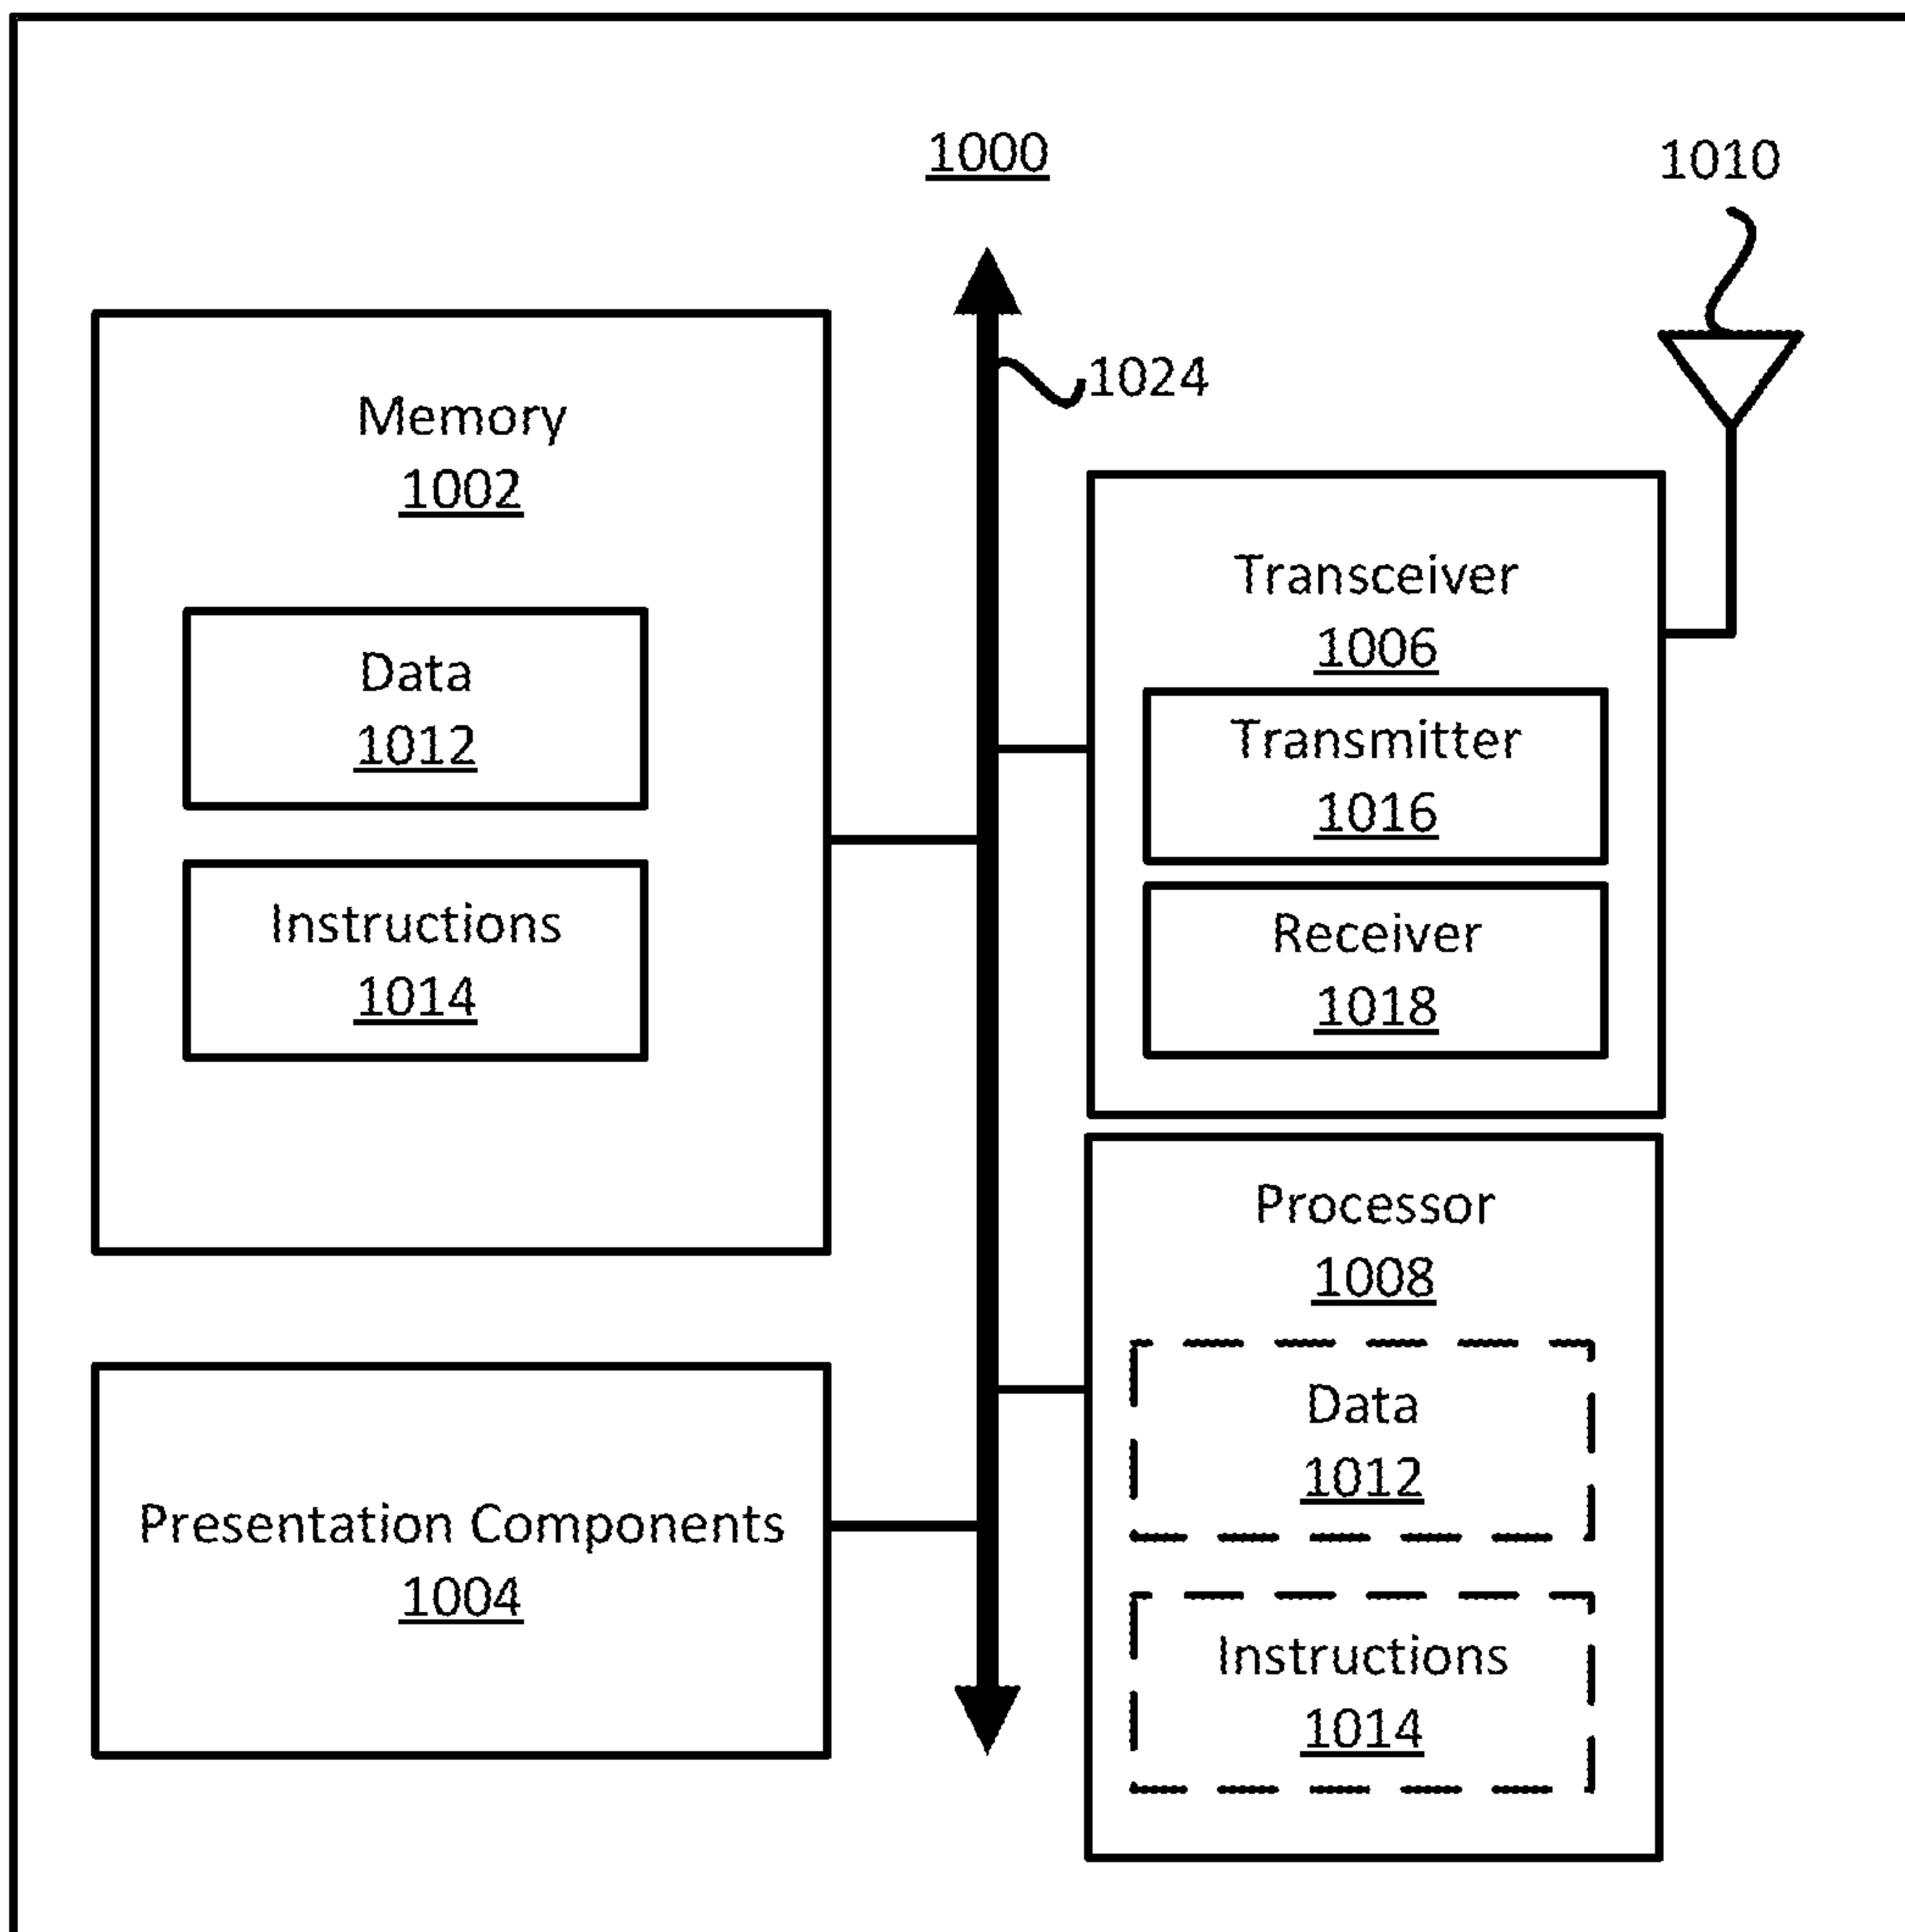 1000
1010
1024
Memory
1002
Data
1012
Instructions
1014
Transceiver
1006
Transmitter
1016
Receiver
1018
Processor
1008
Data
1012
Instructions
1014
Presentation Components
1004